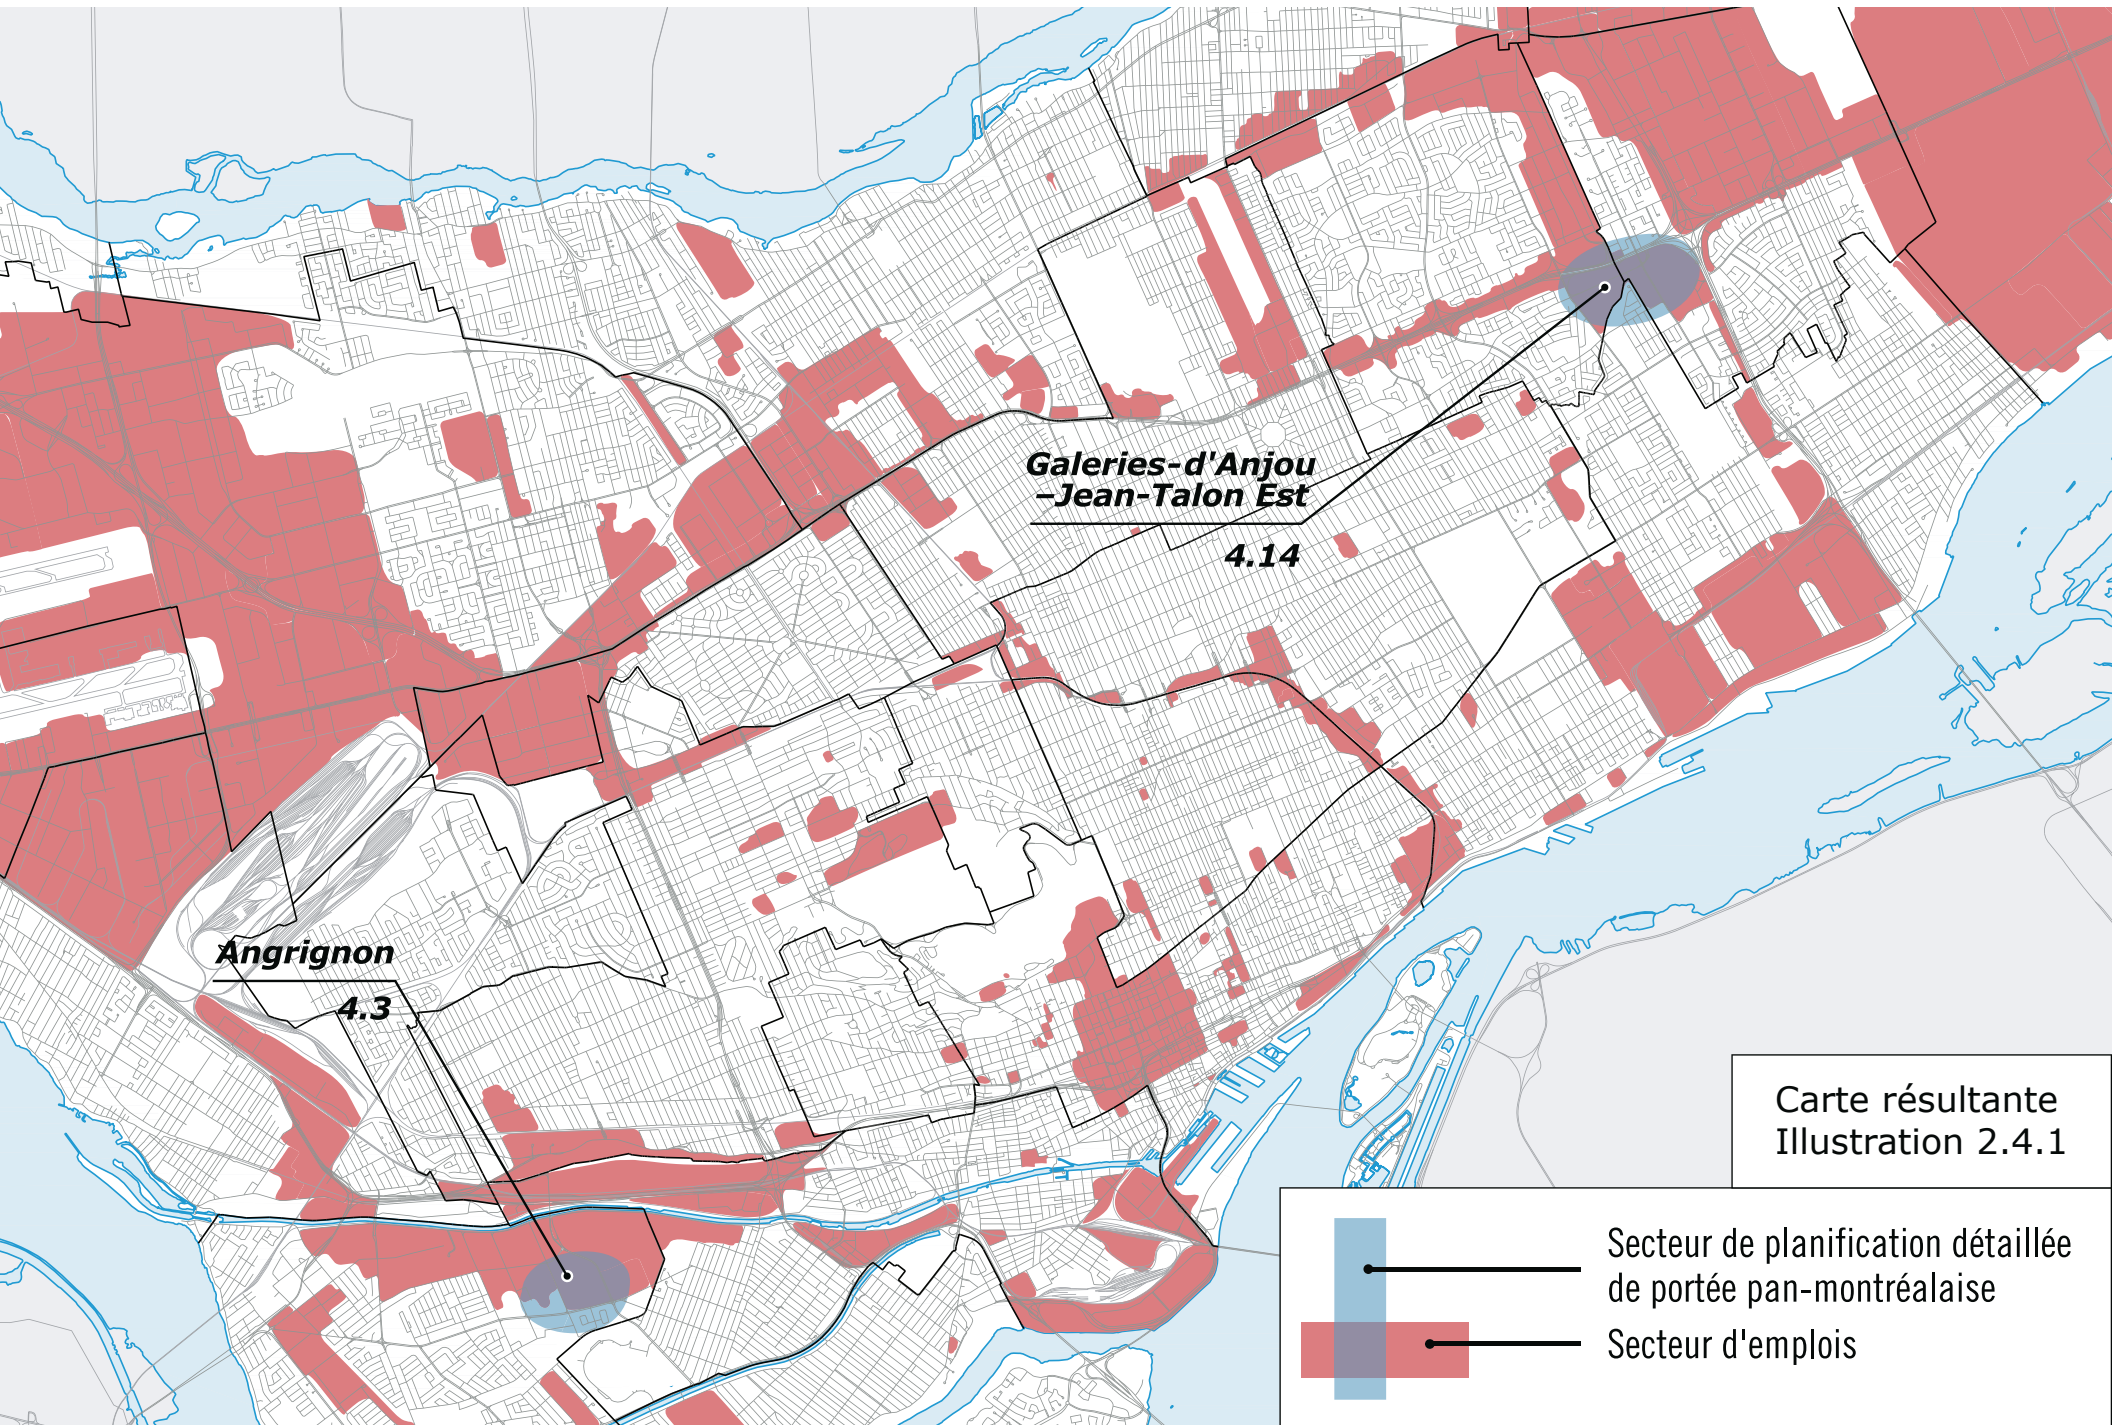 Galeries-d'Anjou
–Jean-Talon Est
4.14
Angrignon
4.3
Carte résultante
Illustration 2.4.1
Secteur de planification détaillée
de portée pan-montréalaise
Secteur d'emplois